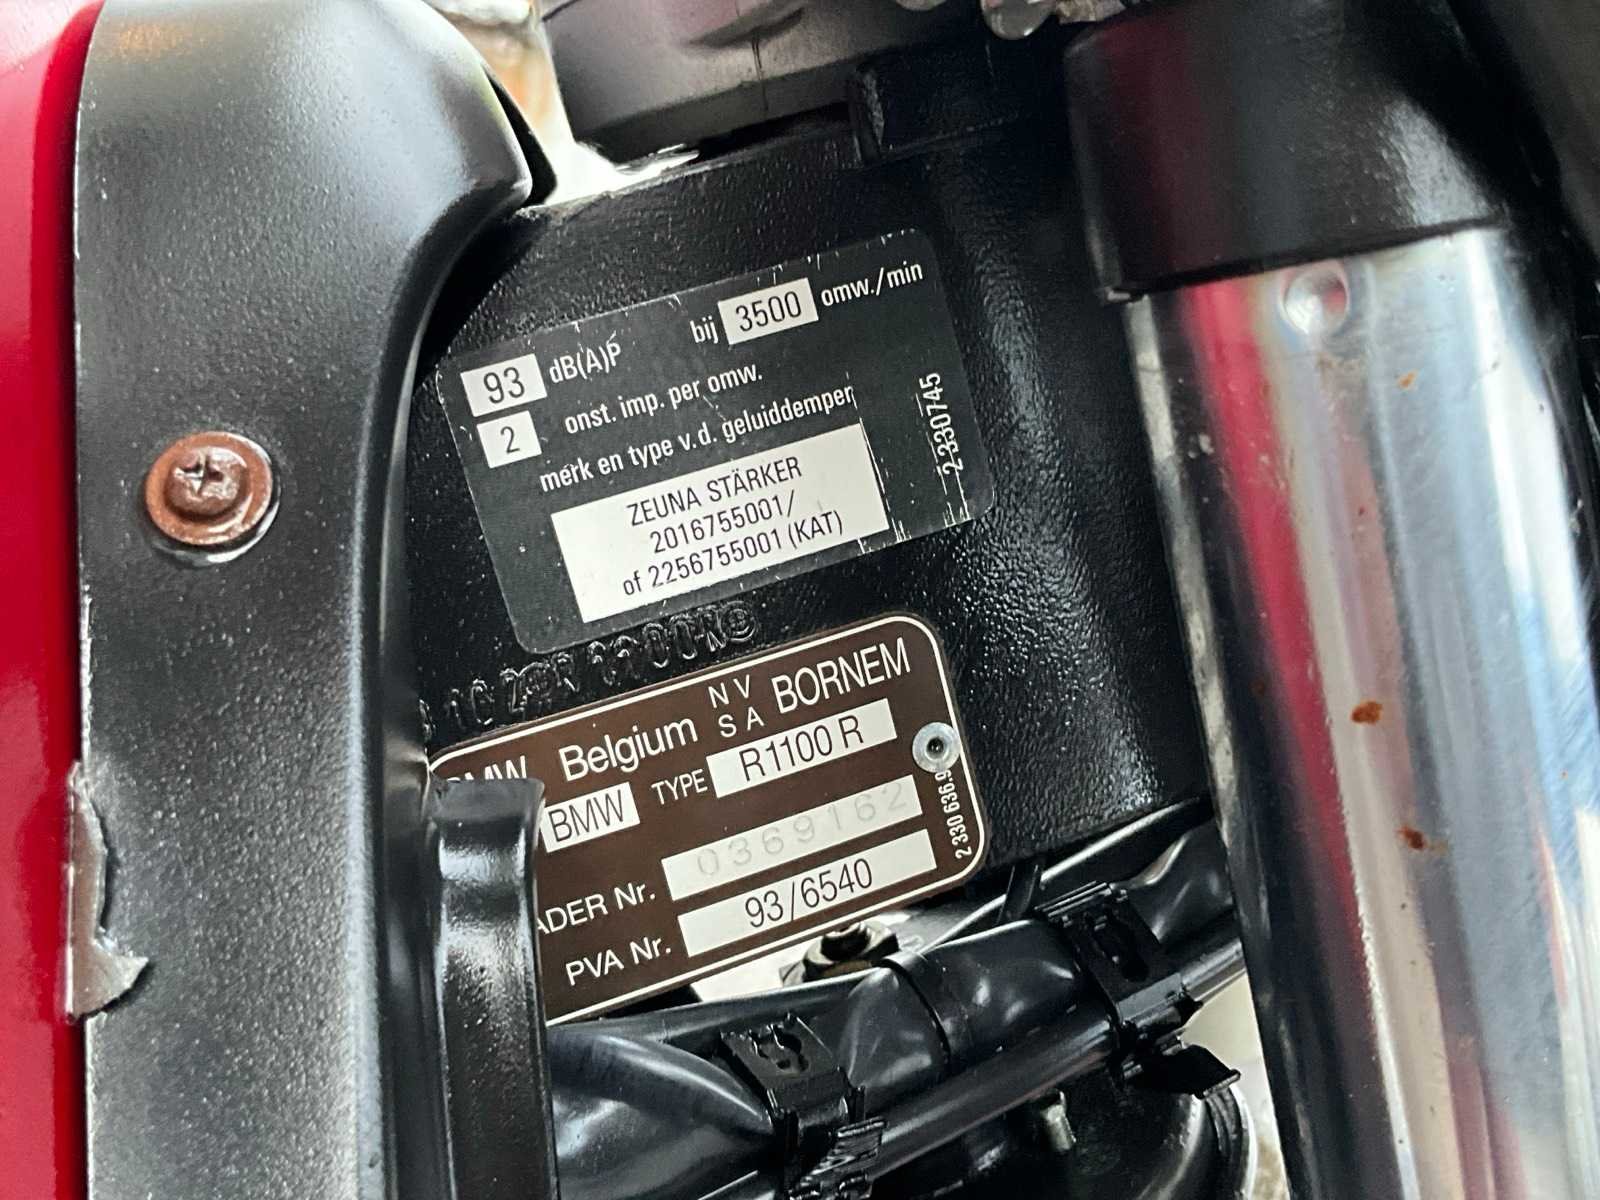 93 dB(A)P bij 3500 omw./min
2 onst. imp. per omw.
merk en type v.d. geluiddemper
ZEUNA STÄRKER
2016755001/
of 2256755001 (KAT)
2 330745
BMW Belgium NV SA BORNEM
BMW TYPE R1100 R
ADER Nr. 0369162
PVA Nr. 93/6540
2 330 636.9